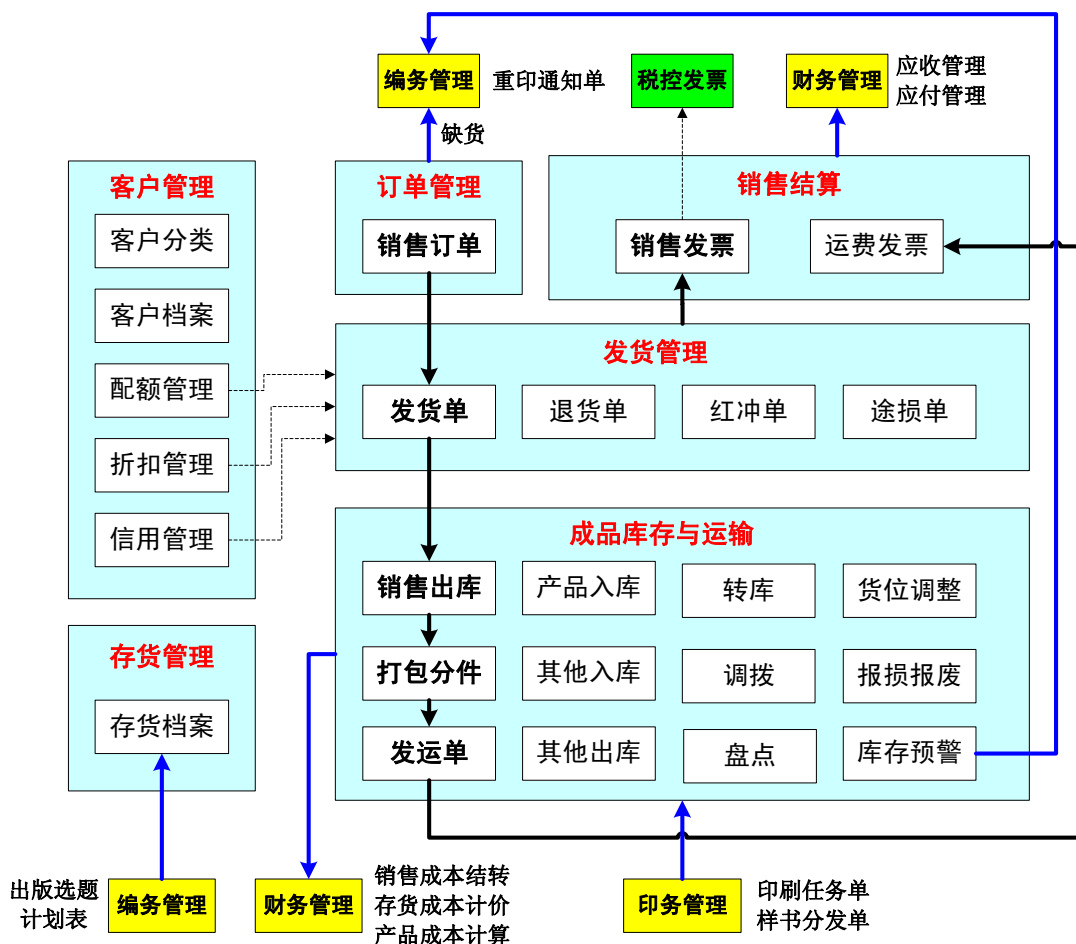 编务管理
重印通知单
税控发票
财务管理
应收管理
应付管理
缺货
客户管理
客户分类
客户档案
配额管理
折扣管理
信用管理
订单管理
销售订单
销售结算
销售发票
运费发票
发货管理
发货单
退货单
红冲单
途损单
成品库存与运输
销售出库
产品入库
转库
货位调整
打包分件
其他入库
调拨
报损报废
发运单
其他出库
盘点
库存预警
存货管理
存货档案
出版选题
计划表
编务管理
财务管理
销售成本结转
存货成本计价
产品成本计算
印务管理
印刷任务单
样书分发单